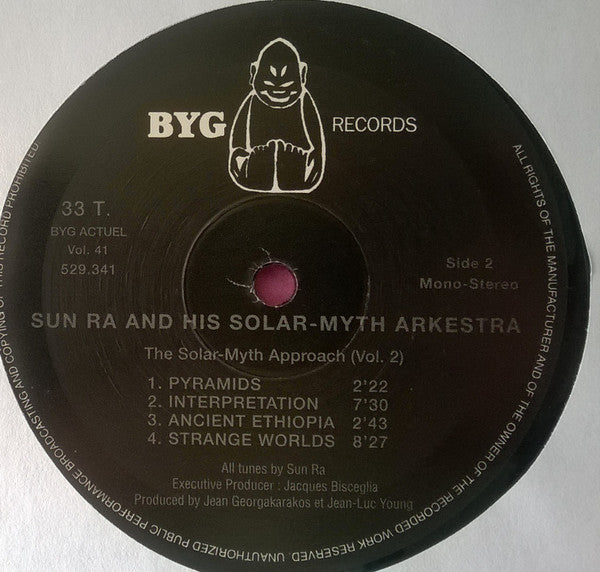 BYG RECORDS
33 T.
BYG ACTUEL
Vol. 41
529.341
Side 2
Mono-Stereo
SUN RA AND HIS SOLAR-MYTH ARKESTRA
The Solar-Myth Approach (Vol. 2)
1. PYRAMIDS 2'22
2. INTERPRETATION 7'30
3. ANCIENT ETHIOPIA 2'43
4. STRANGE WORLDS 8'27
All tunes by Sun Ra
Executive Producer : Jacques Bisceglia
Produced by Jean Georgakarakos et Jean-Luc Young
ALL RIGHTS OF THE MANUFACTURER AND OF THE OWNER OF THE RECORDED WORK RESERVED. UNAUTHORIZED PUBLIC PERFORMANCE BROADCASTING AND COPYING OF THIS RECORD PROHIBITED